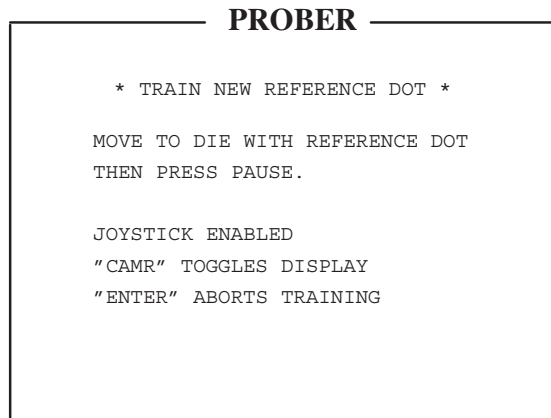 PROBER
* TRAIN NEW REFERENCE DOT *
MOVE TO DIE WITH REFERENCE DOT
THEN PRESS PAUSE.
JOYSTICK ENABLED
”CAMR” TOGGLES DISPLAY
”ENTER” ABORTS TRAINING